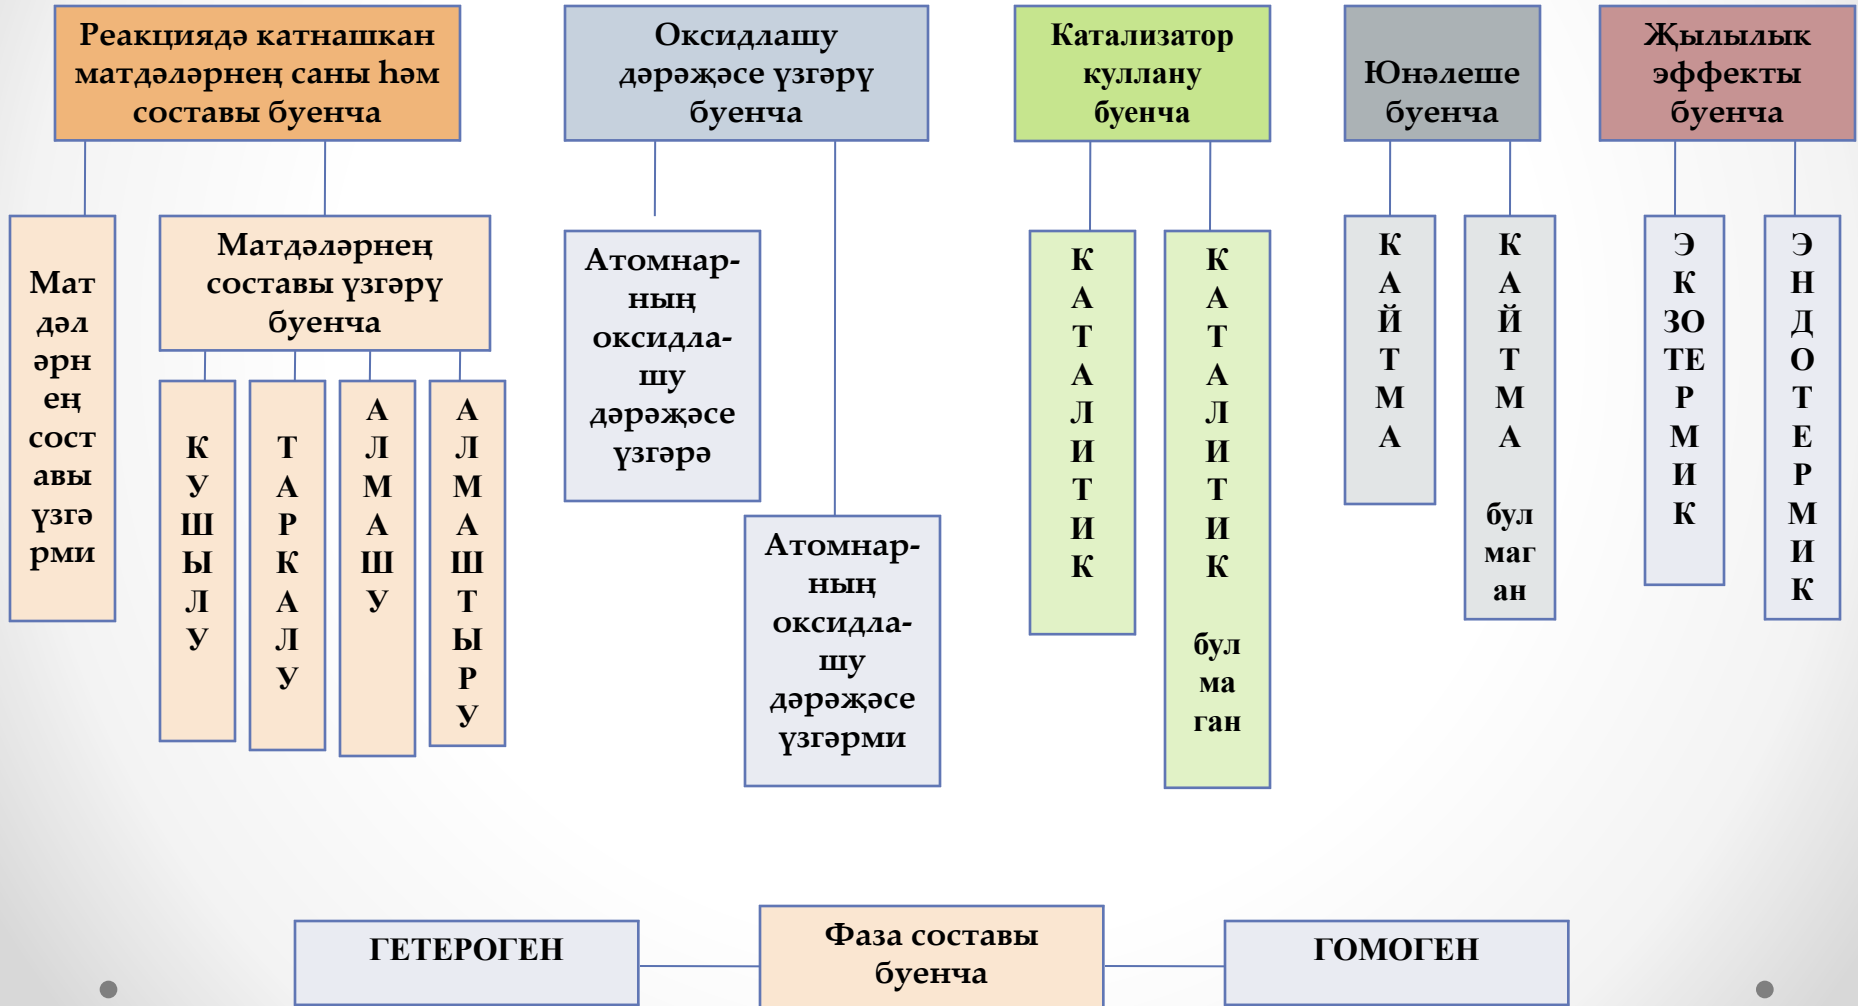 Реакциядә катнашкан
матдәләрнең саны һәм
составы буенча
Оксидлашу
дәрәҗәсе үзгәрү
буенча
Катализатор
куллану
буенча
Юнәлеше
буенча
Җылылык
эффекты
буенча
Мат
дәл
әрн
ең
сост
авы
үзгә
рми
Матдәләрнең
составы үзгәрү
буенча
К
У
Ш
Ы
Л
У
Т
А
Р
К
А
Л
У
А
Л
М
А
Ш
У
А
Л
М
А
Ш
Т
Ы
Р
У
Атомнар-
ның
оксидла-
шу
дәрәҗәсе
үзгәрә
Атомнар-
ның
оксидла-
шу
дәрәҗәсе
үзгәрми
К
А
Т
А
Л
И
Т
И
К
К
А
Т
А
Л
И
Т
И
К
бул
ма
ган
К
А
Й
Т
М
А
К
А
Й
Т
М
А
бул
маг
ан
Э
К
ЗО
ТЕ
Р
М
И
К
Э
Н
Д
О
Т
Е
Р
М
И
К
ГЕТЕРОГЕН
Фаза составы
буенча
ГОМОГЕН